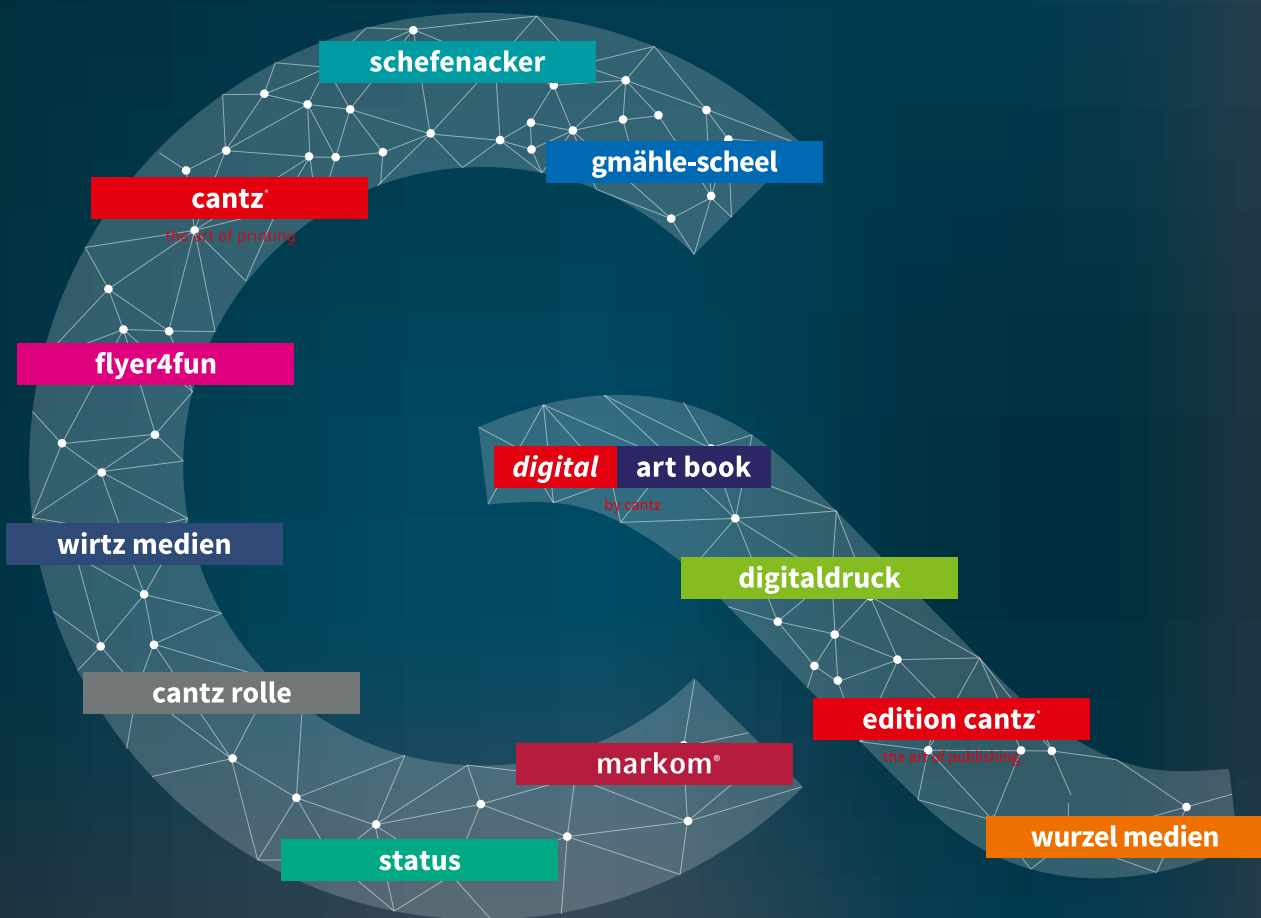 schefenacker
gmähle-scheel
cantz®
the art of printing
flyer4fun
digital art book
by cantz
wirtz medien
digitaldruck
cantz rolle
edition cantz®
the art of publishing
markom®
wurzel medien
status